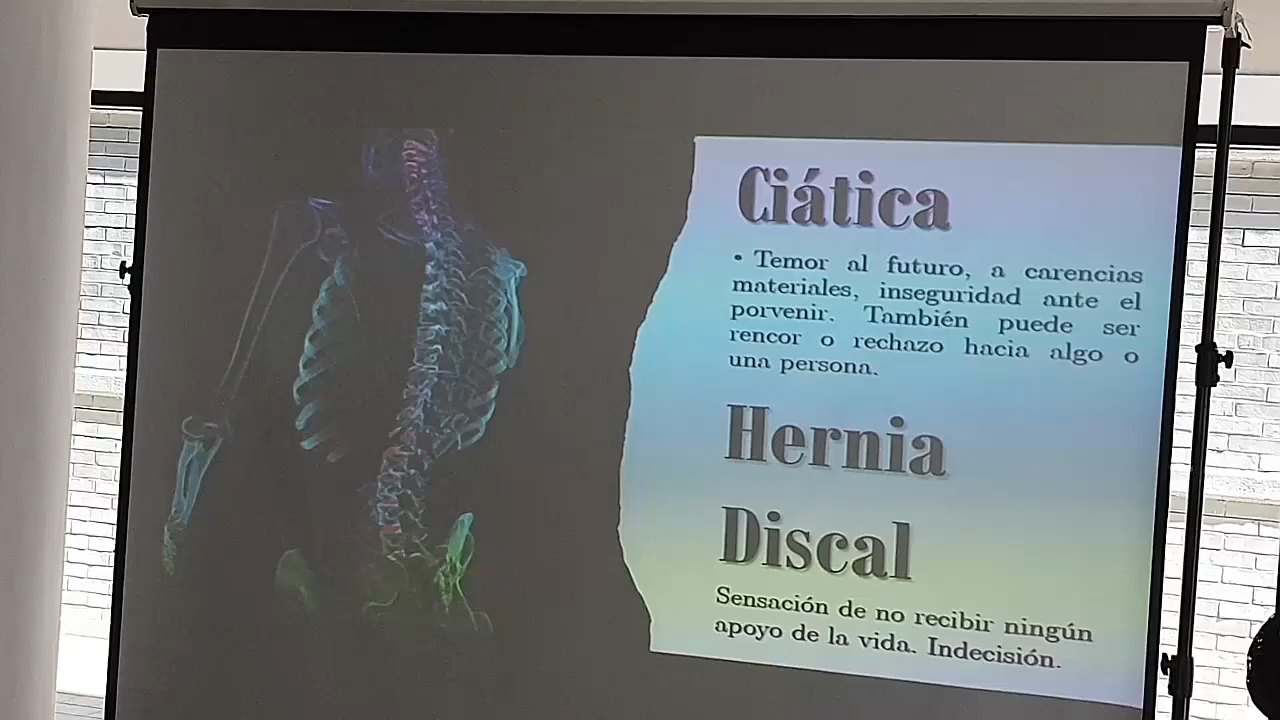 Ciática
• Temor al futuro, a carencias
materiales, inseguridad ante el
porvenir. También puede ser
rencor o rechazo hacia algo o
una persona.
Hernia
Discal
Sensación de no recibir ningún
apoyo de la vida. Indecisión.